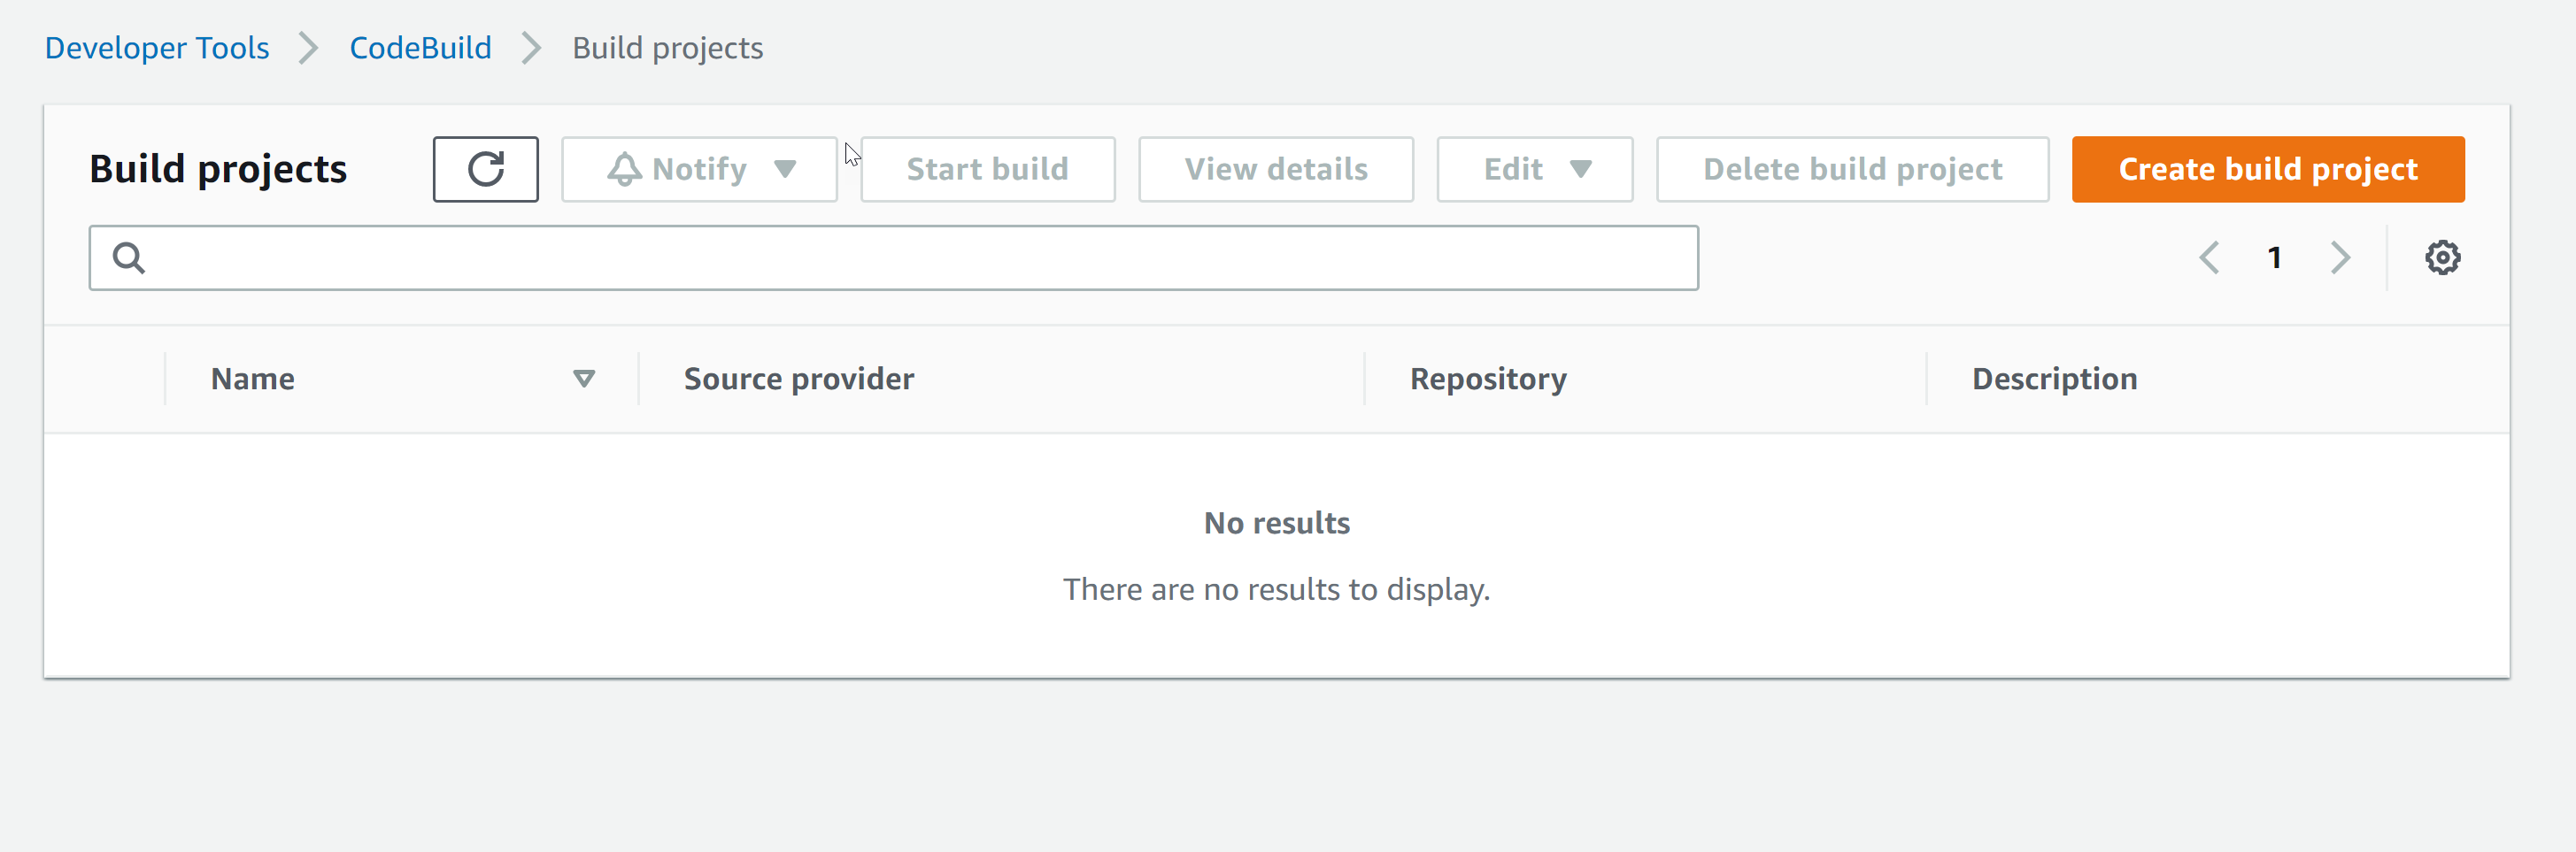 Developer Tools > CodeBuild > Build projects
Build projects Notify Start build View details Edit Delete build project Create build project
1
Name Source provider Repository Description
No results
There are no results to display.